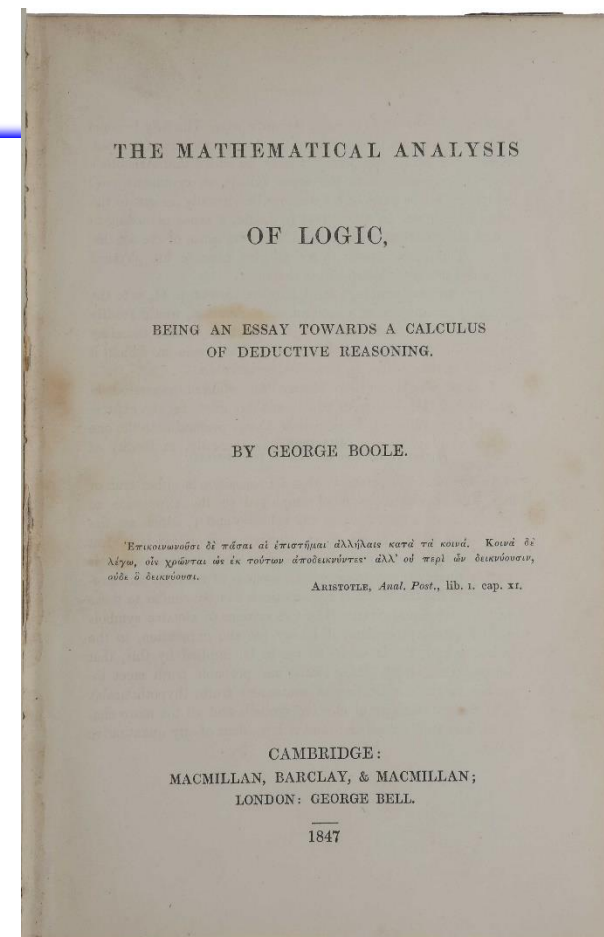 THE MATHEMATICAL ANALYSIS
OF LOGIC,
BEING AN ESSAY TOWARDS A CALCULUS
OF DEDUCTIVE REASONING.
BY GEORGE BOOLE.
Ἐπικοινωνοῦσι δὲ πᾶσαι αἱ ἐπιστῆμαι ἀλλήλαις κατὰ τὰ κοινά. Κοινὰ δὲ
λέγω, οἷς χρῶνται ὡς ἐκ τούτων ἀποδεικνύντες· ἀλλ' οὐ περὶ ὧν δεικνύουσιν,
οὐδὲ ὃ δεικνύουσι.
ARISTOTLE, Anal. Post., lib. I. cap. XI.
CAMBRIDGE:
MACMILLAN, BARCLAY, & MACMILLAN;
LONDON: GEORGE BELL.
1847